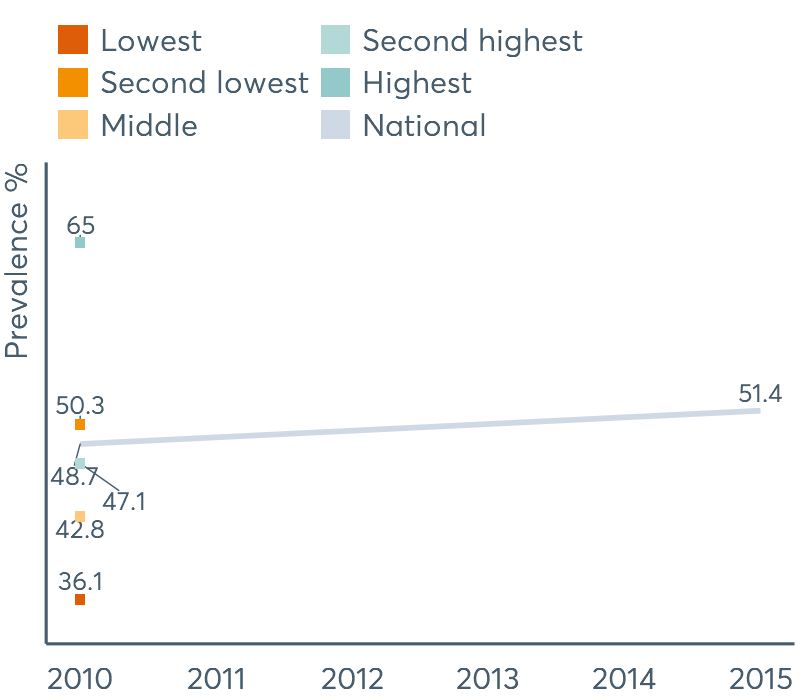 Lowest
Second highest
Second lowest
Highest
Middle
National
Prevalence %
65
51.4
50.3
48.7
47.1
42.8
36.1
2010 2011 2012 2013 2014 2015